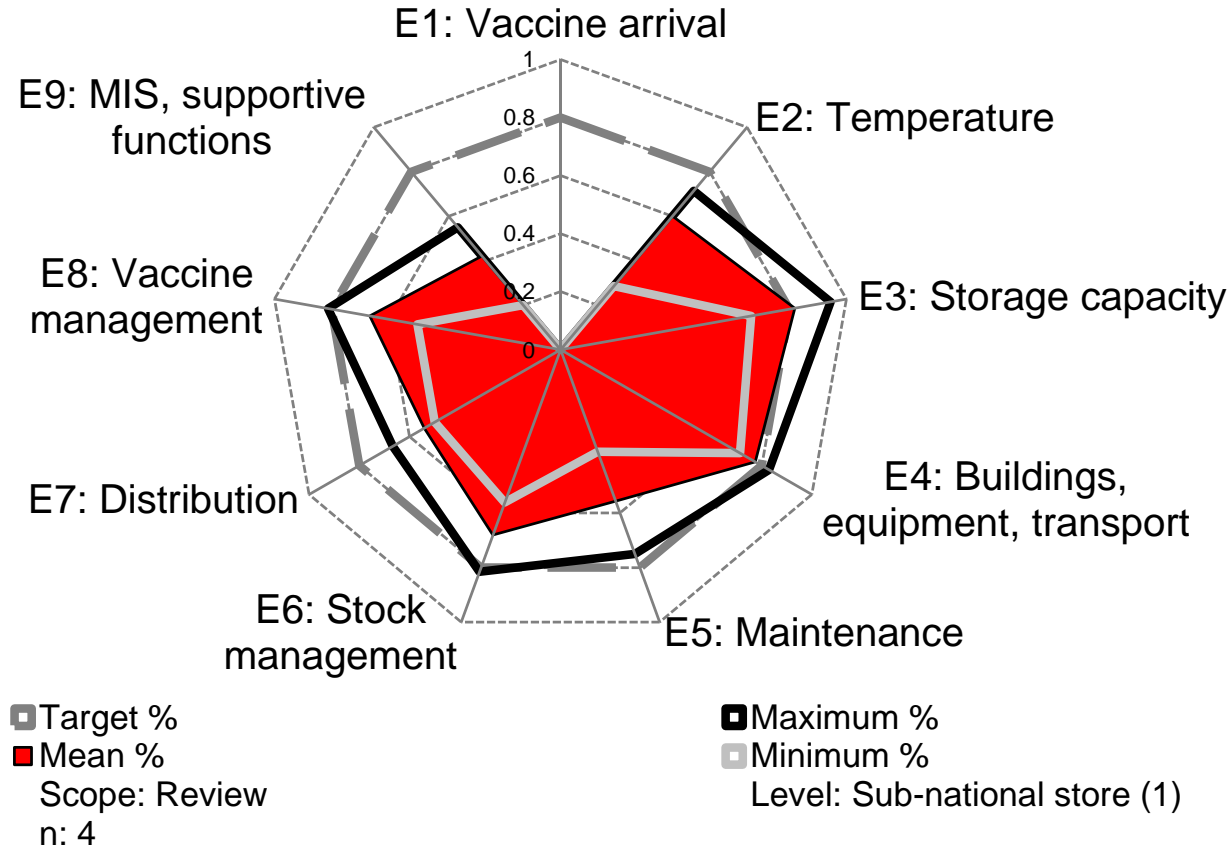 E1: Vaccine arrival
1
E9: MIS, supportive
functions
0.8
E2: Temperature
0.6
0.4
E8: Vaccine
management
0.2
E3: Storage capacity
0
E7: Distribution
E4: Buildings,
equipment, transport
E6: Stock
management
E5: Maintenance
Target %
Maximum %
Mean %
Minimum %
Scope: Review
Level: Sub-national store (1)
n: 4